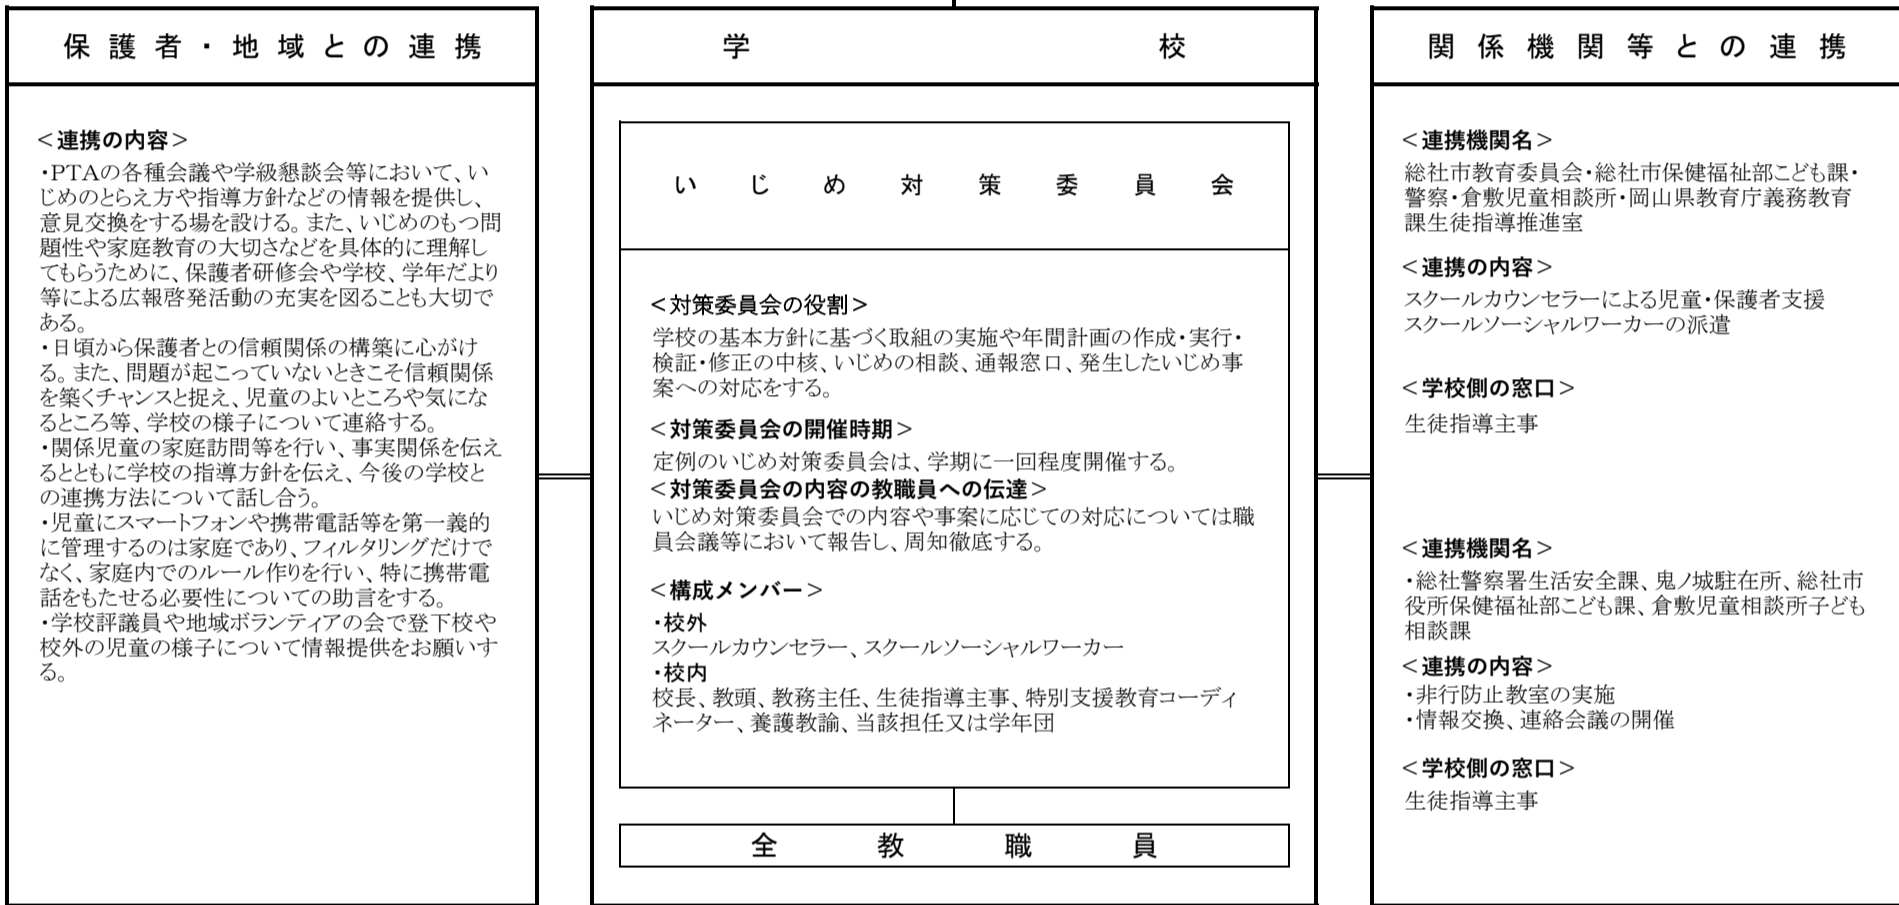 保護者・地域との連携
＜連携の内容＞
・PTAの各種会議や学級懇談会等において、い
じめのとらえ方や指導方針などの情報を提供し、
意見交換をする場を設ける。また、いじめのもつ問
題性や家庭教育の大切さなどを具体的に理解し
てもらうために、保護者研修会や学校、学年だより
等による広報啓発活動の充実を図ることも大切で
ある。
・日頃から保護者との信頼関係の構築に心がけ
る。また、問題が起こっていないときこそ信頼関係
を築くチャンスと捉え、児童のよいところや気にな
るところ等、学校の様子について連絡する。
・関係児童の家庭訪問等を行い、事実関係を伝え
るとともに学校の指導方針を伝え、今後の学校と
の連携方法について話し合う。
・児童にスマートフォンや携帯電話等を第一義的
に管理するのは家庭であり、フィルタリングだけで
なく、家庭内でのルール作りを行い、特に携帯電
話をもたせる必要性についての助言をする。
・学校評議員や地域ボランティアの会で登下校や
校外の児童の様子について情報提供をお願いす
る。
学校
いじめ対策委員会
＜対策委員会の役割＞
学校の基本方針に基づく取組の実施や年間計画の作成・実行・
検証・修正の中核、いじめの相談、通報窓口、発生したいじめ事
案への対応をする。
＜対策委員会の開催時期＞
定例のいじめ対策委員会は、学期に一回程度開催する。
＜対策委員会の内容の教職員への伝達＞
いじめ対策委員会での内容や事案に応じての対応については職
員会議等において報告し、周知徹底する。
＜構成メンバー＞
・校外
スクールカウンセラー、スクールソーシャルワーカー
・校内
校長、教頭、教務主任、生徒指導主事、特別支援教育コーディ
ネーター、養護教諭、当該担任又は学年団
全教職員
関係機関等との連携
＜連携機関名＞
総社市教育委員会・総社市保健福祉部こども課・
警察・倉敷児童相談所・岡山県教育庁義務教育
課生徒指導推進室
＜連携の内容＞
スクールカウンセラーによる児童・保護者支援
スクールソーシャルワーカーの派遣
＜学校側の窓口＞
生徒指導主事
＜連携機関名＞
・総社警察署生活安全課、鬼ノ城駐在所、総社市
役所保健福祉部こども課、倉敷児童相談所子ども
相談課
＜連携の内容＞
・非行防止教室の実施
・情報交換、連絡会議の開催
＜学校側の窓口＞
生徒指導主事